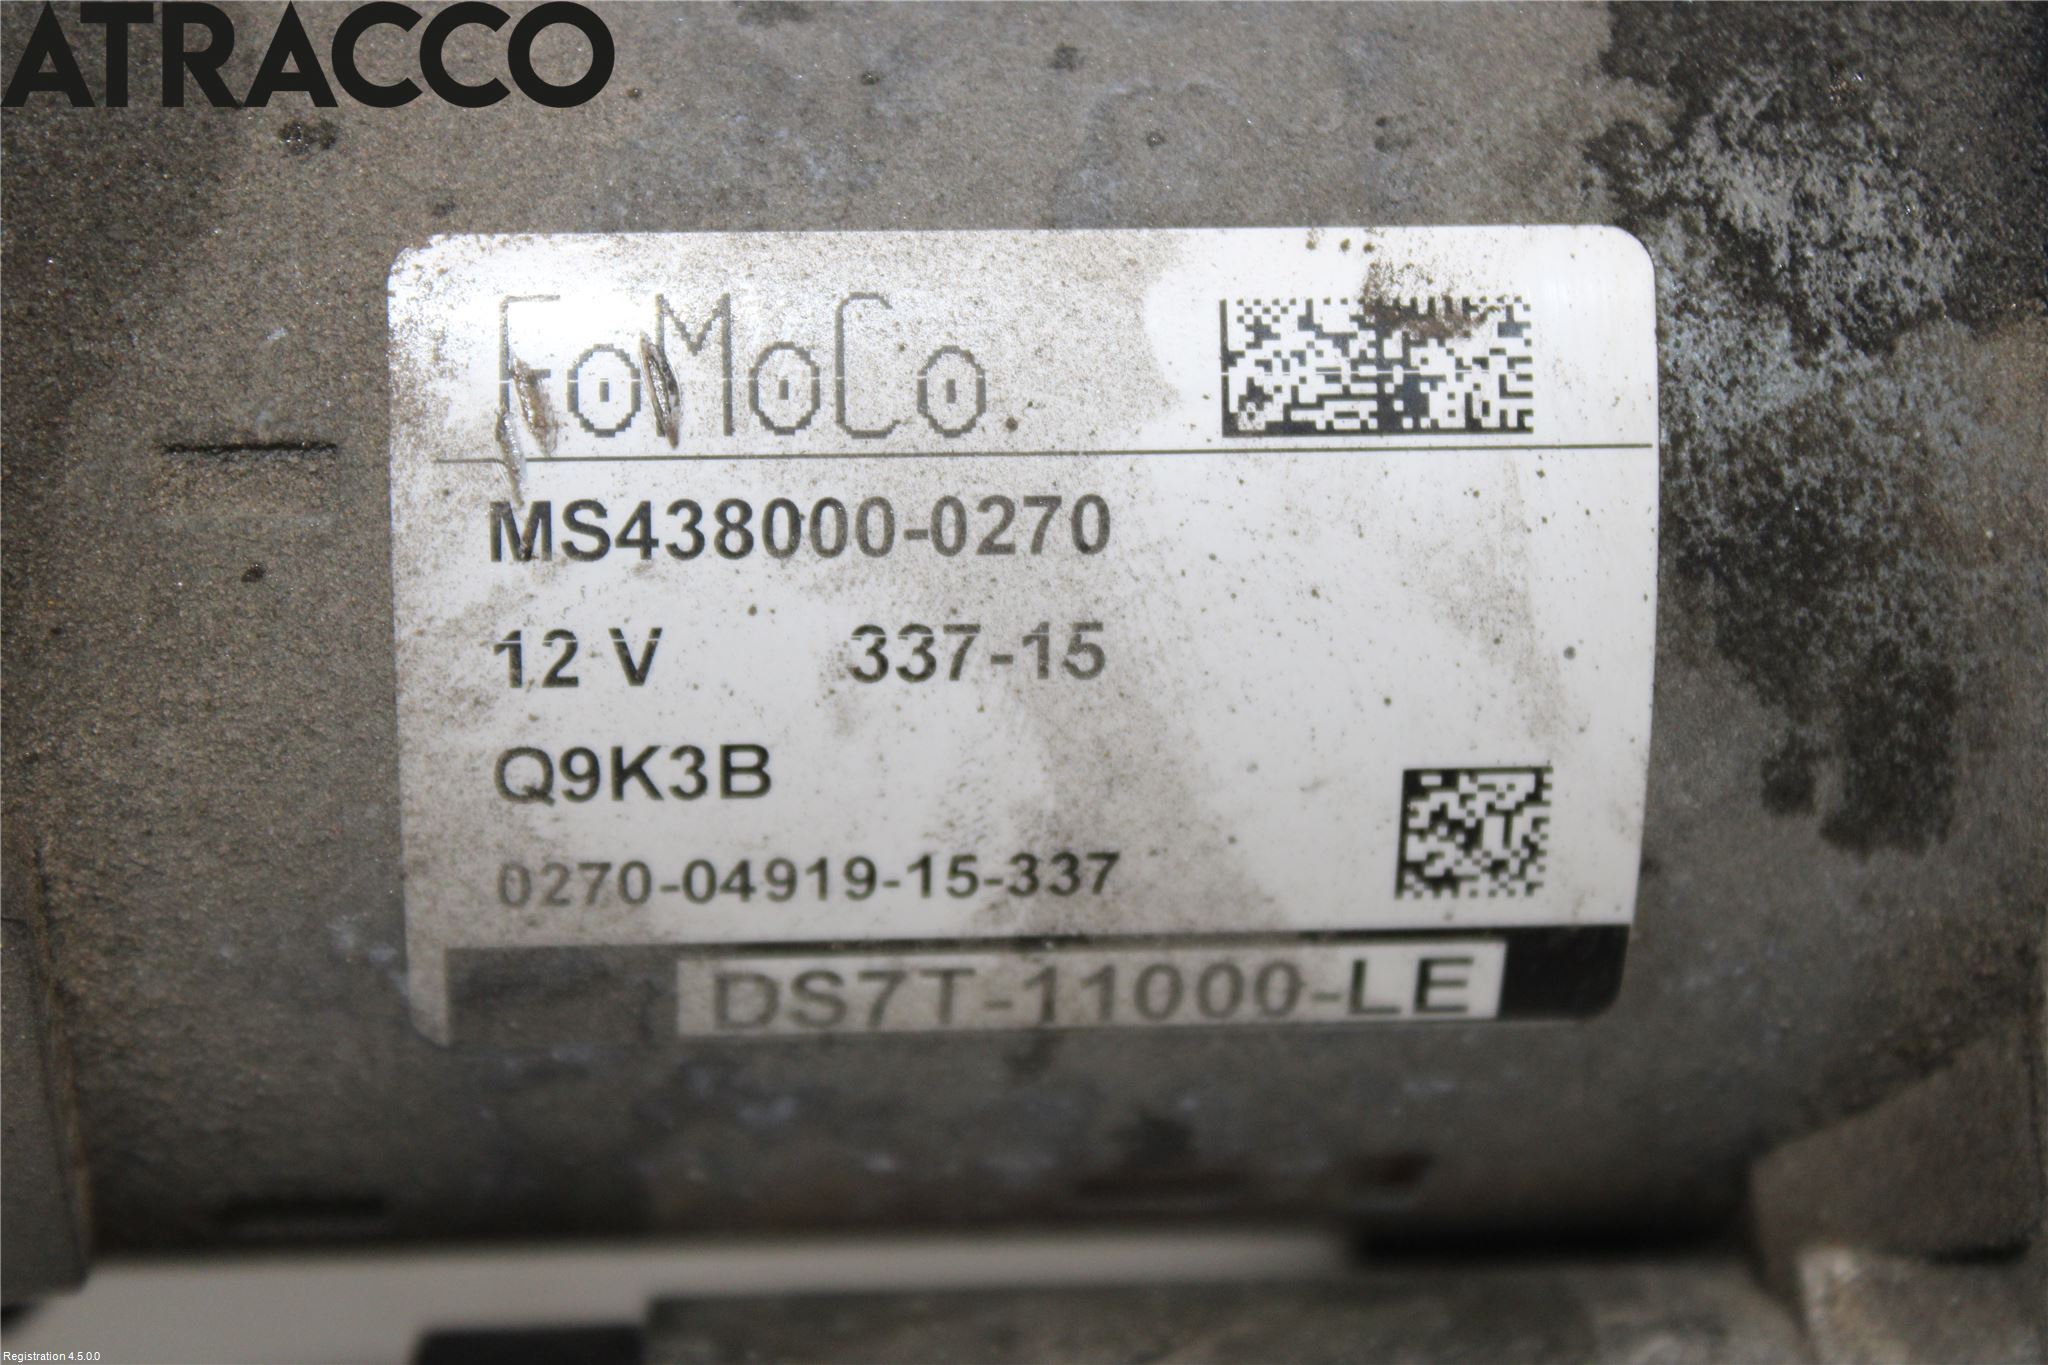 ATRACCO
FoMoCo
MS438000-0270
12 V 337-15
Q9K3B
0270-04919-15-337
DS7T-11000-LE
Registration 4.5.0.0